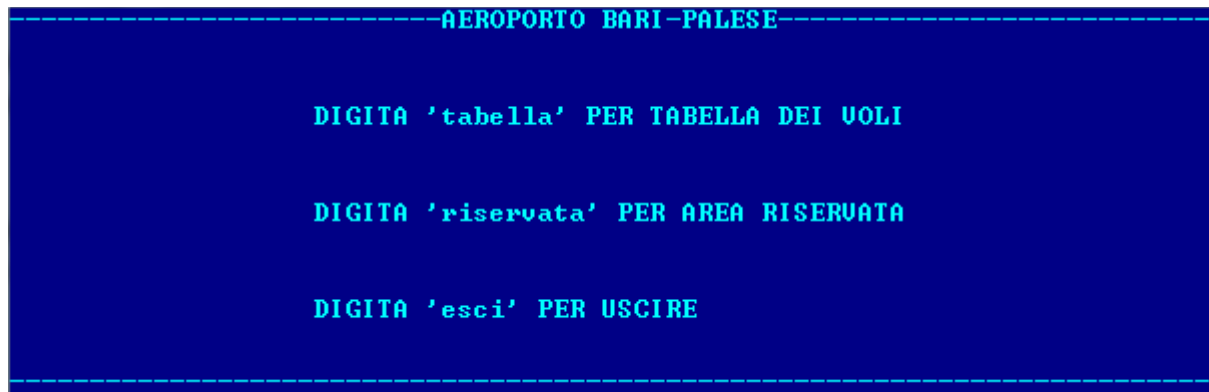 AEROPORTO BARI-PALESE
DIGITA 'tabella' PER TABELLA DEI VOLI
DIGITA 'riservata' PER AREA RISERVATA
DIGITA 'esci' PER USCIRE